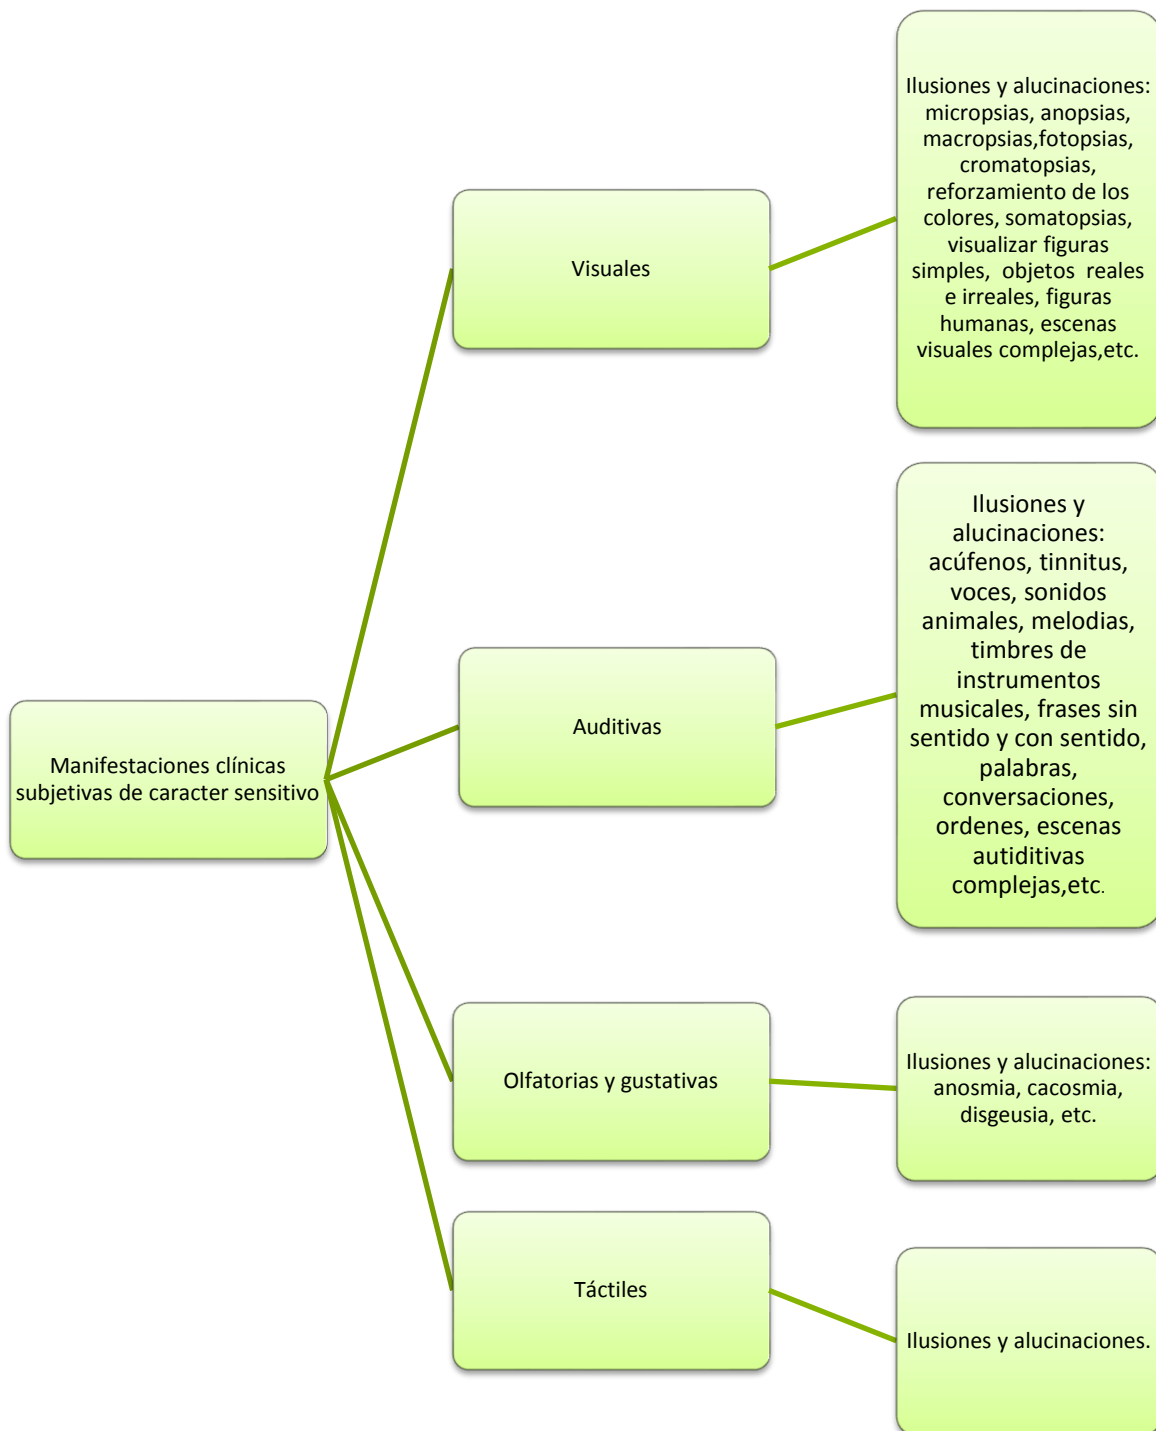 Manifestaciones clínicas
subjetivas de caracter sensitivo
Visuales
Ilusiones y alucinaciones:
micropsias, anopsias,
macropsias,fotopsias,
cromatopsias,
reforzamiento de los
colores, somatopsias,
visualizar figuras
simples,  objetos  reales
e irreales, figuras
humanas, escenas
visuales complejas,etc.
Auditivas
Ilusiones y
alucinaciones:
acúfenos, tinnitus,
voces, sonidos
animales, melodias,
timbres de
instrumentos
musicales, frases sin
sentido y con sentido,
palabras,
conversaciones,
ordenes, escenas
autiditivas
complejas,etc.
Olfatorias y gustativas
Ilusiones y alucinaciones:
anosmia, cacosmia,
disgeusia, etc.
Táctiles
Ilusiones y alucinaciones.